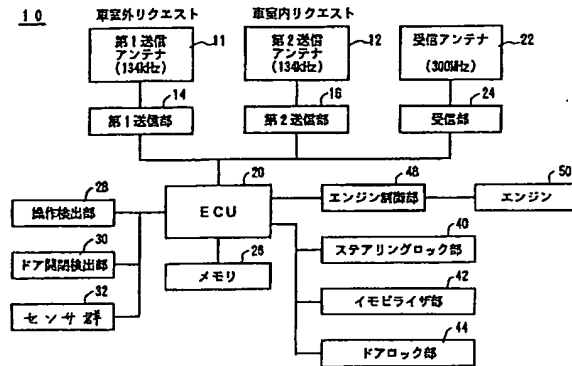 10
車室外リクエスト
車室内リクエスト
第1送信
アンテナ
(134kHz)
11
第2送信
アンテナ
(134kHz)
12
受信アンテナ
(300MHz)
22
第1送信部
14
第2送信部
16
受信部
24
ECU
20
エンジン制御部
48
エンジン
50
操作検出部
28
ドア開閉検出部
30
センサ群
32
メモリ
26
ステアリングロック部
40
イモビライザ部
42
ドアロック部
44